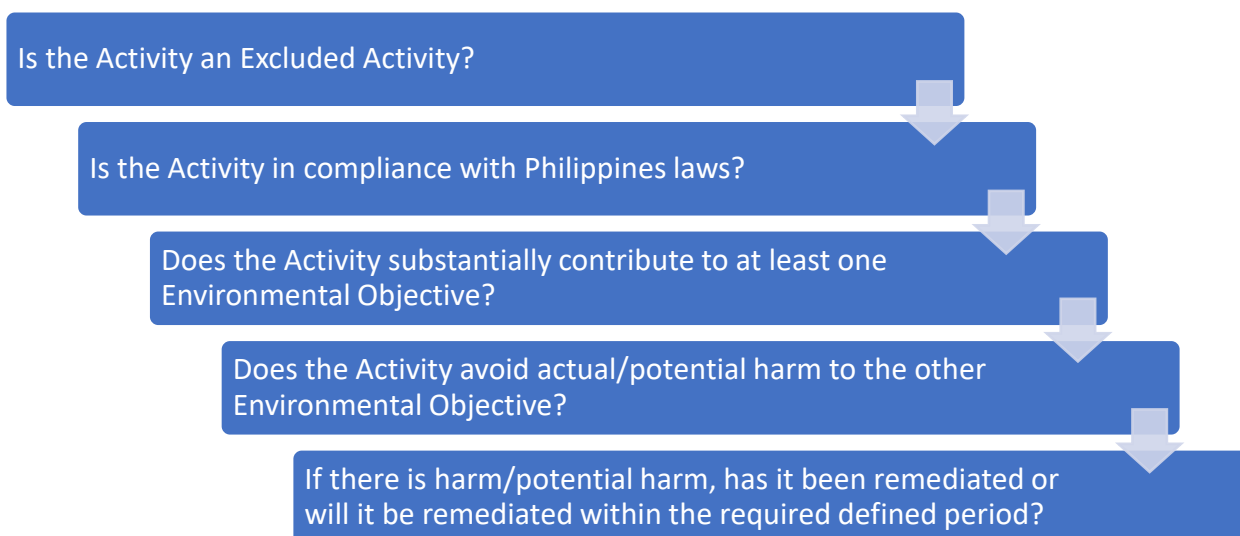 Is the Activity an Excluded Activity?
Is the Activity in compliance with Philippines laws?
Does the Activity substantially contribute to at least one
Environmental Objective?
Does the Activity avoid actual/potential harm to the other
Environmental Objective?
If there is harm/potential harm, has it been remediated or
will it be remediated within the required defined period?